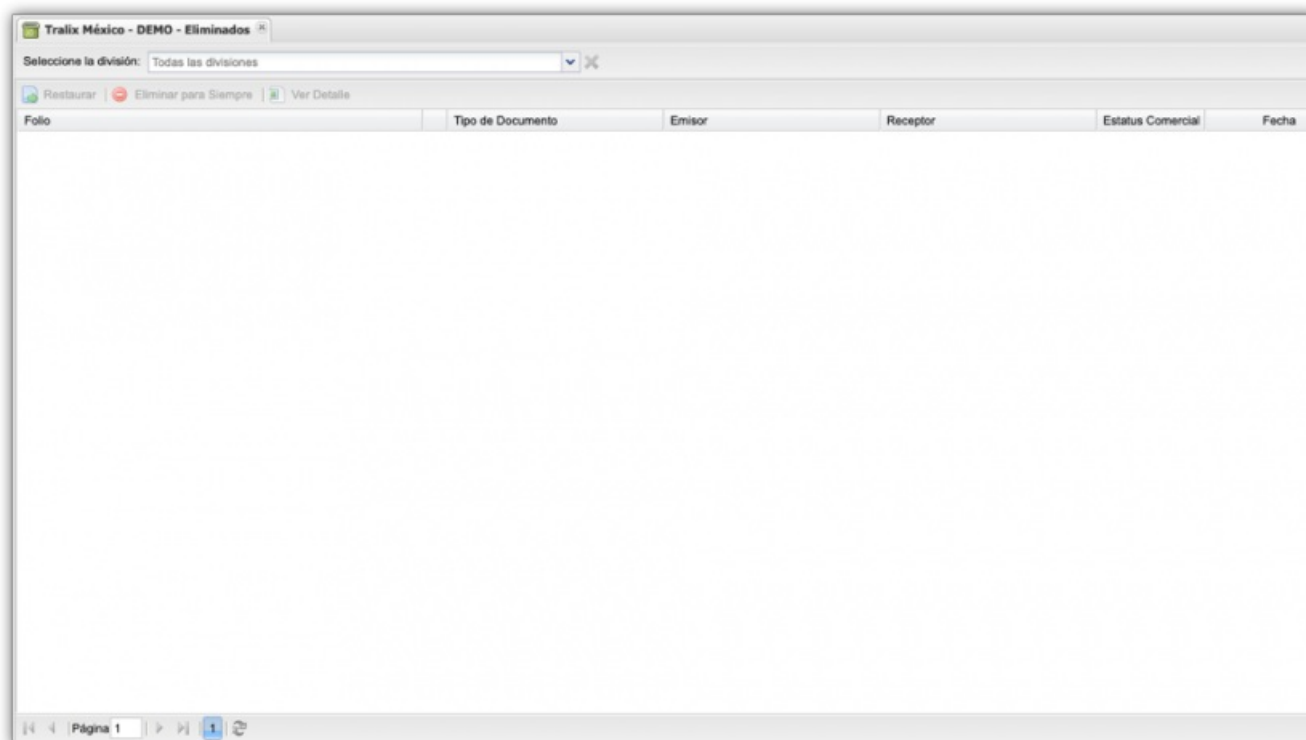 Tralix México - DEMO - Eliminados
Seleccione la división: Todas las divisiones
Restaurar | Eliminar para Siempre | Ver Detalle
Folio Tipo de Documento Emisor Receptor Estatus Comercial Fecha
Página 1 1